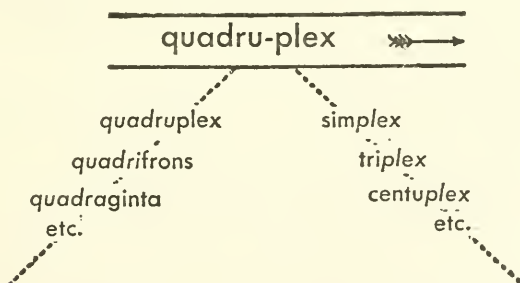 quadru-plex
quadruplex simplex
quadrifrons triplex
quadraginta centuplex
etc. etc.